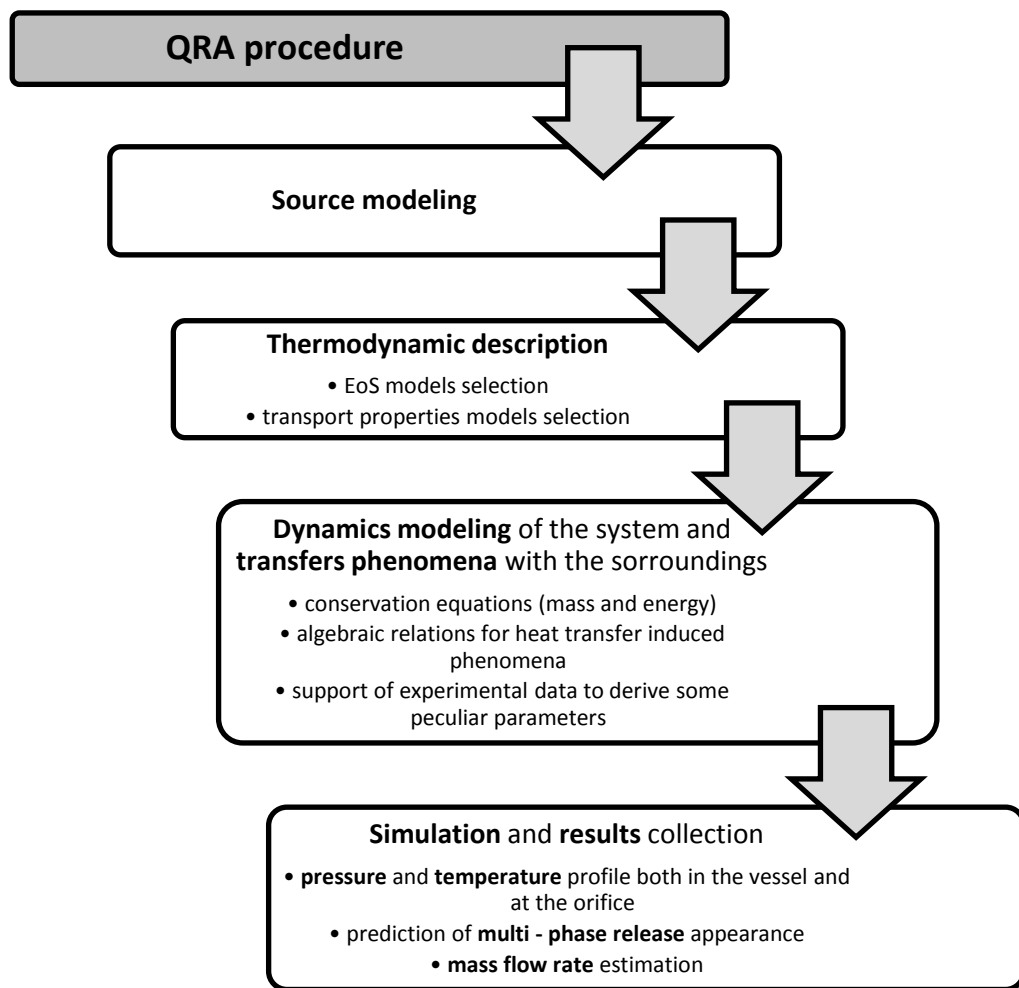 QRA procedure
Source modeling
Thermodynamic description
• EoS models selection
• transport properties models selection
Dynamics modeling of the system and
transfers phenomena with the sorroundings
• conservation equations (mass and energy)
• algebraic relations for heat transfer induced
phenomena
• support of experimental data to derive some
peculiar parameters
Simulation and results collection
• pressure and temperature profile both in the vessel and
at the orifice
• prediction of multi - phase release appearance
• mass flow rate estimation